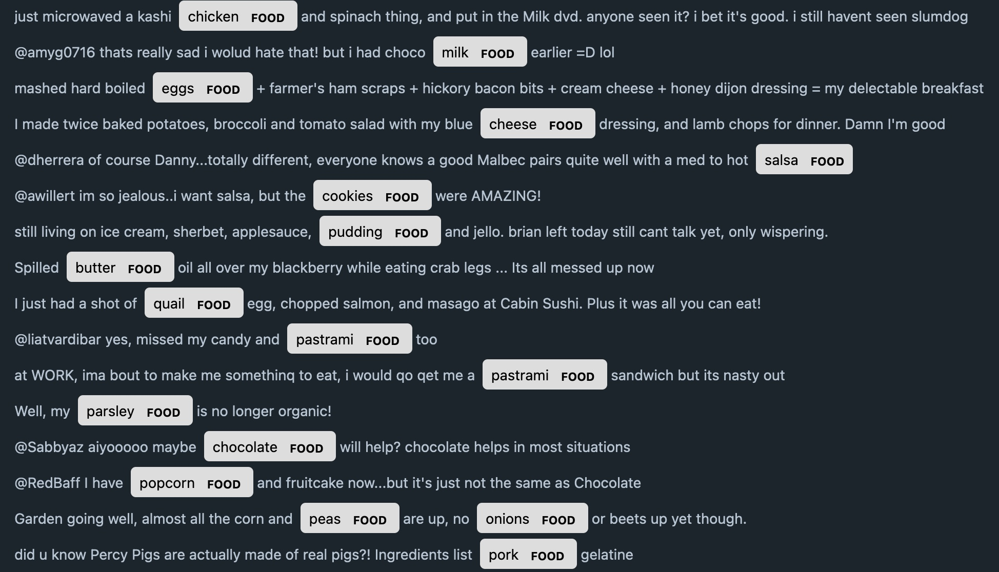 just microwaved a kashi chicken FOOD and spinach thing, and put in the Milk dvd. anyone seen it? i bet it's good. i still havent seen slumdog
@amyg0716 thats really sad i wolud hate that! but i had choco milk FOOD earlier =D lol
mashed hard boiled eggs FOOD + farmer's ham scraps + hickory bacon bits + cream cheese + honey dijon dressing = my delectable breakfast
I made twice baked potatoes, broccoli and tomato salad with my blue cheese FOOD dressing, and lamb chops for dinner. Damn I'm good
@dherrera of course Danny...totally different, everyone knows a good Malbec pairs quite well with a med to hot salsa FOOD
@awillert im so jealous..i want salsa, but the cookies FOOD were AMAZING!
still living on ice cream, sherbet, applesauce, pudding FOOD and jello. brian left today still cant talk yet, only wispering.
Spilled butter FOOD oil all over my blackberry while eating crab legs ... Its all messed up now
I just had a shot of quail FOOD egg, chopped salmon, and masago at Cabin Sushi. Plus it was all you can eat!
@liatvardibar yes, missed my candy and pastrami FOOD too
at WORK, ima bout to make me somethinq to eat, i would qo qet me a pastrami FOOD sandwich but its nasty out
Well, my parsley FOOD is no longer organic!
@Sabbyaz aiyooooo maybe chocolate FOOD will help? chocolate helps in most situations
@RedBaff I have popcorn FOOD and fruitcake now...but it's just not the same as Chocolate
Garden going well, almost all the corn and peas FOOD are up, no onions FOOD or beets up yet though.
did u know Percy Pigs are actually made of real pigs?! Ingredients list pork FOOD gelatine